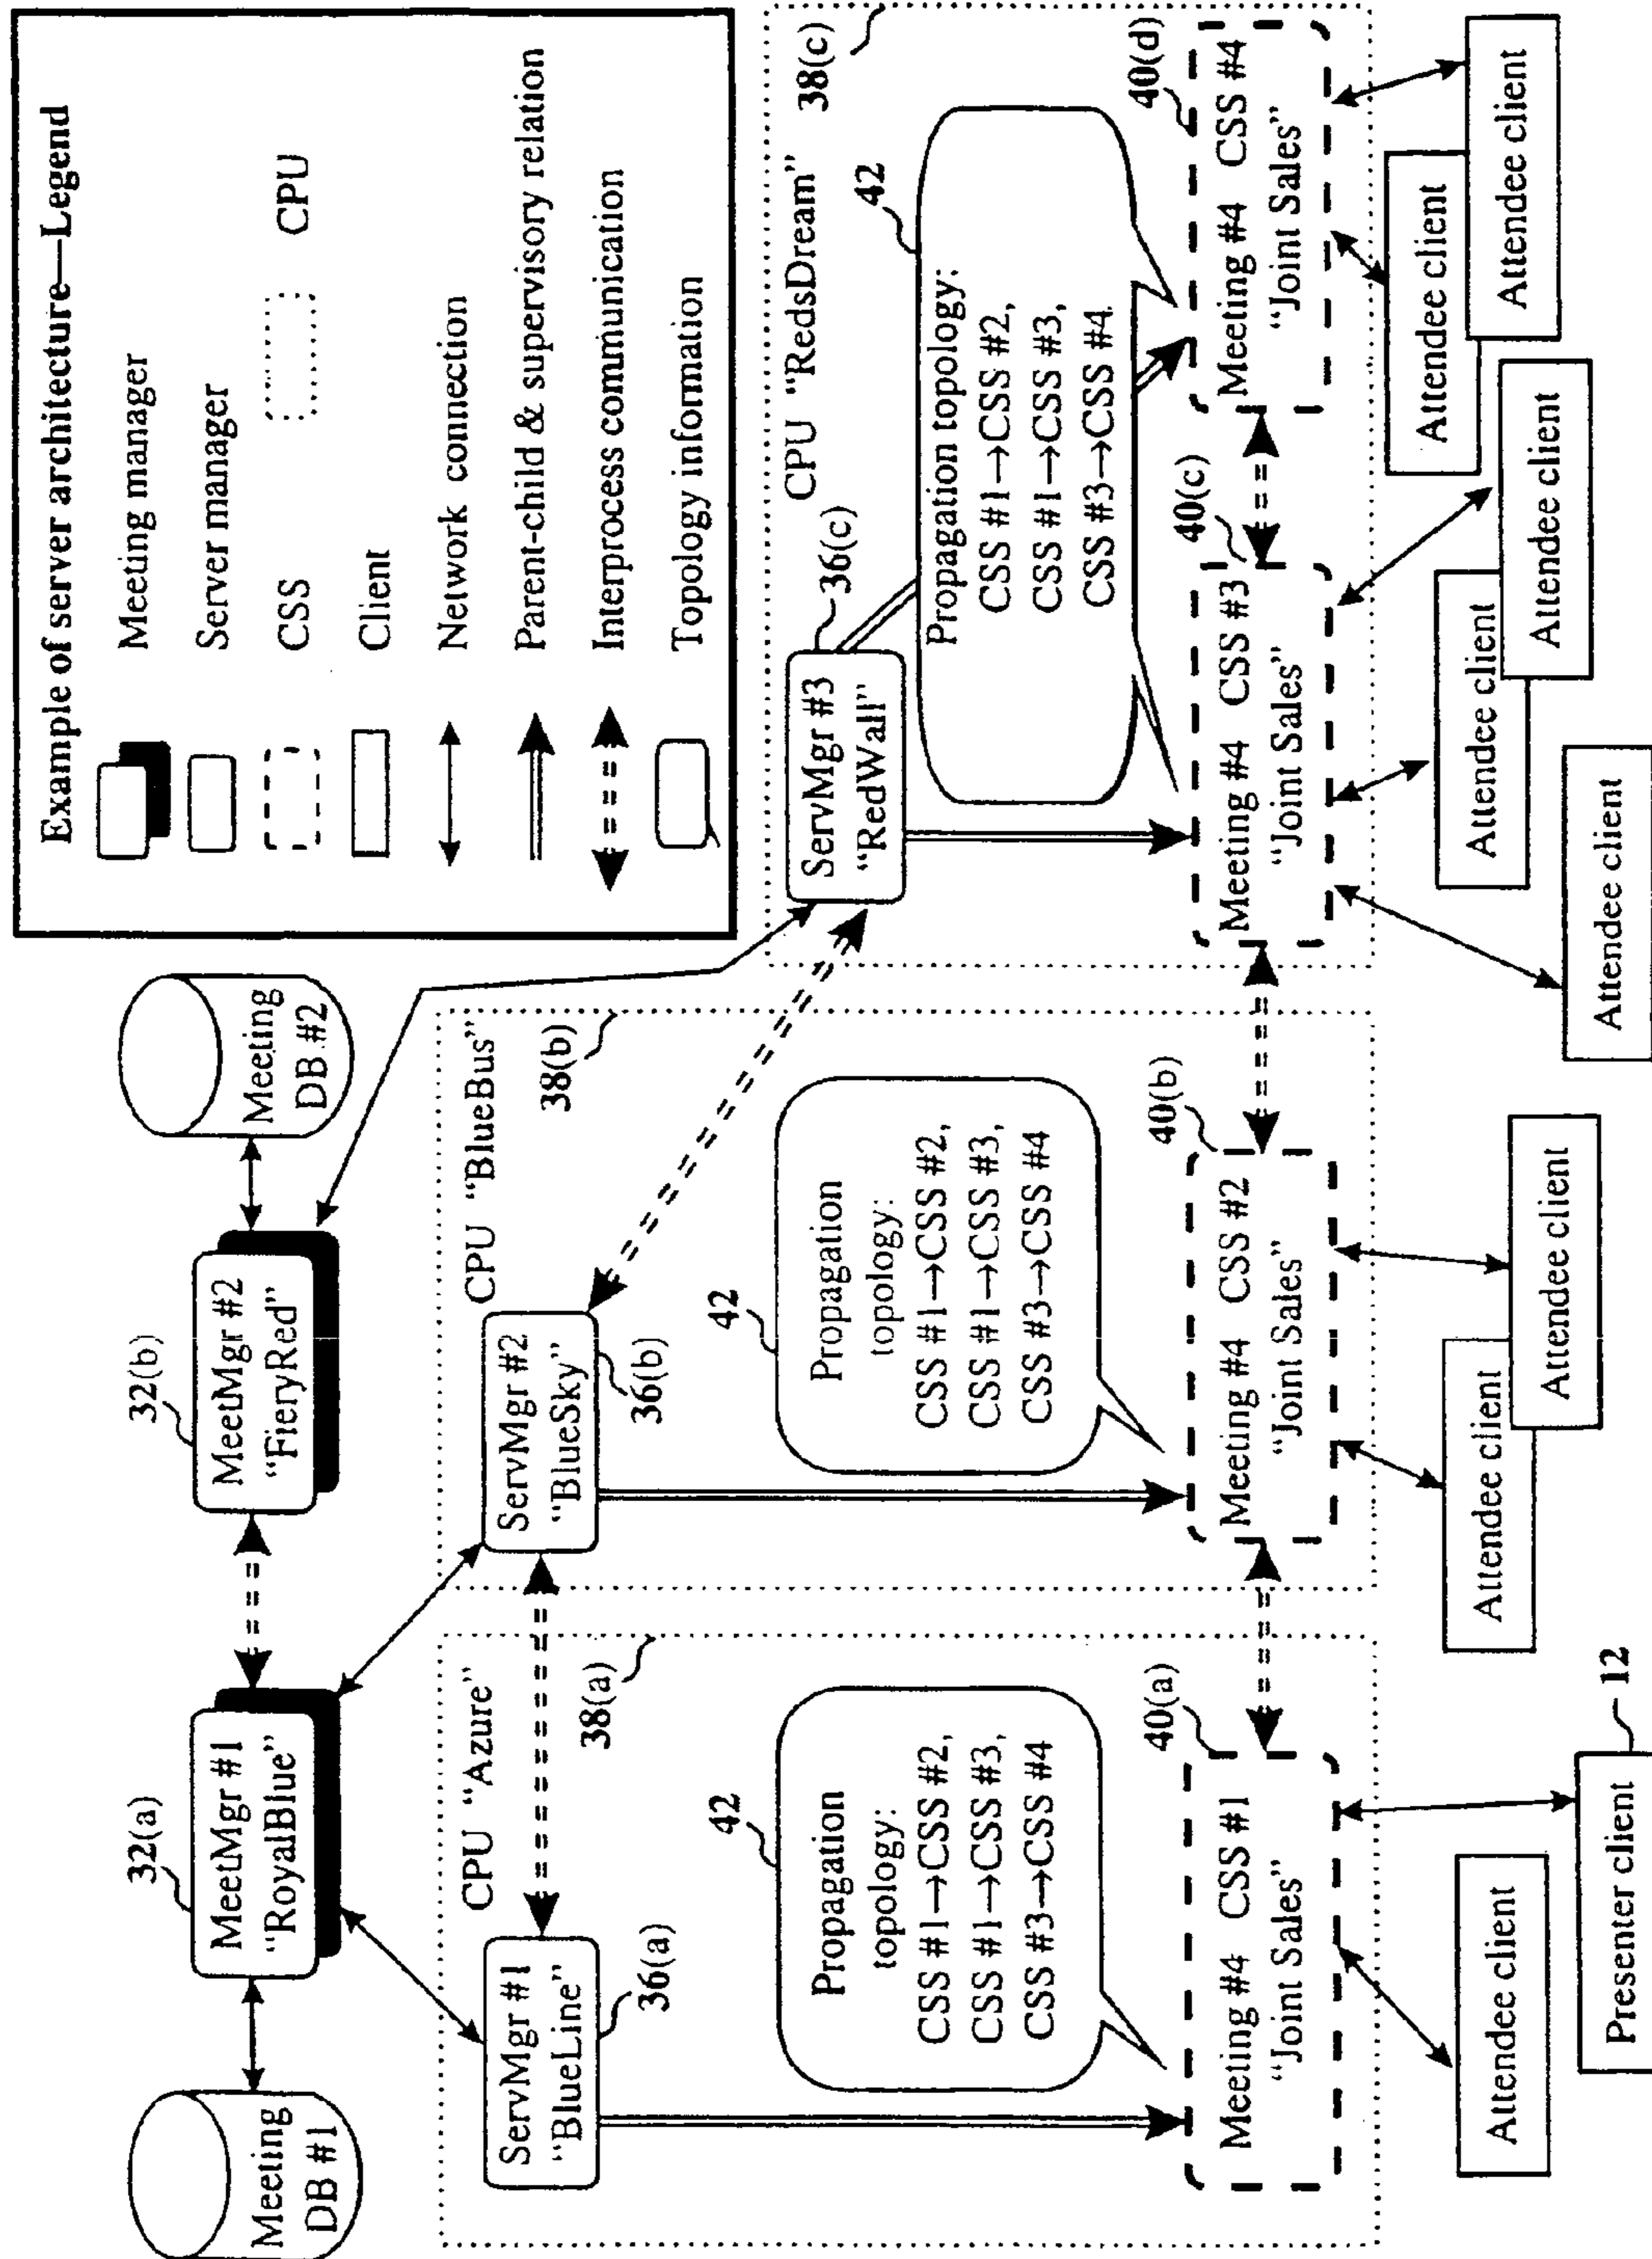 Example of server architecture—Legend
Meeting manager
Server manager
CSS
CPU
Client
Network connection
Parent-child & supervisory relation
Interprocess communication
Topology information
Meeting
DB #1
32(a)
MeetMgr #1
“RoyalBlue”
32(b)
MeetMgr #2
“FieryRed”
Meeting
DB #2
CPU “Azure”
ServMgr #1
“BlueLine”
36(a)
38(a)
42
Propagation
topology:
CSS #1→CSS #2,
CSS #1→CSS #3,
CSS #3→CSS #4
40(a)
Meeting #4 CSS #1
“Joint Sales”
Attendee client
Presenter client
12
CPU “BlueBus”
ServMgr #2
“BlueSky”
36(b)
38(b)
42
Propagation
topology:
CSS #1→CSS #2,
CSS #1→CSS #3,
CSS #3→CSS #4
40(b)
Meeting #4 CSS #2
“Joint Sales”
Attendee client
Attendee client
CPU “RedsDream”
38(c)
ServMgr #3
“RedWall”
36(c)
42
Propagation topology:
CSS #1→CSS #2,
CSS #1→CSS #3,
CSS #3→CSS #4
40(c)
Meeting #4 CSS #3
“Joint Sales”
40(d)
Meeting #4 CSS #4
“Joint Sales”
Attendee client
Attendee client
Attendee client
Attendee client
Attendee client